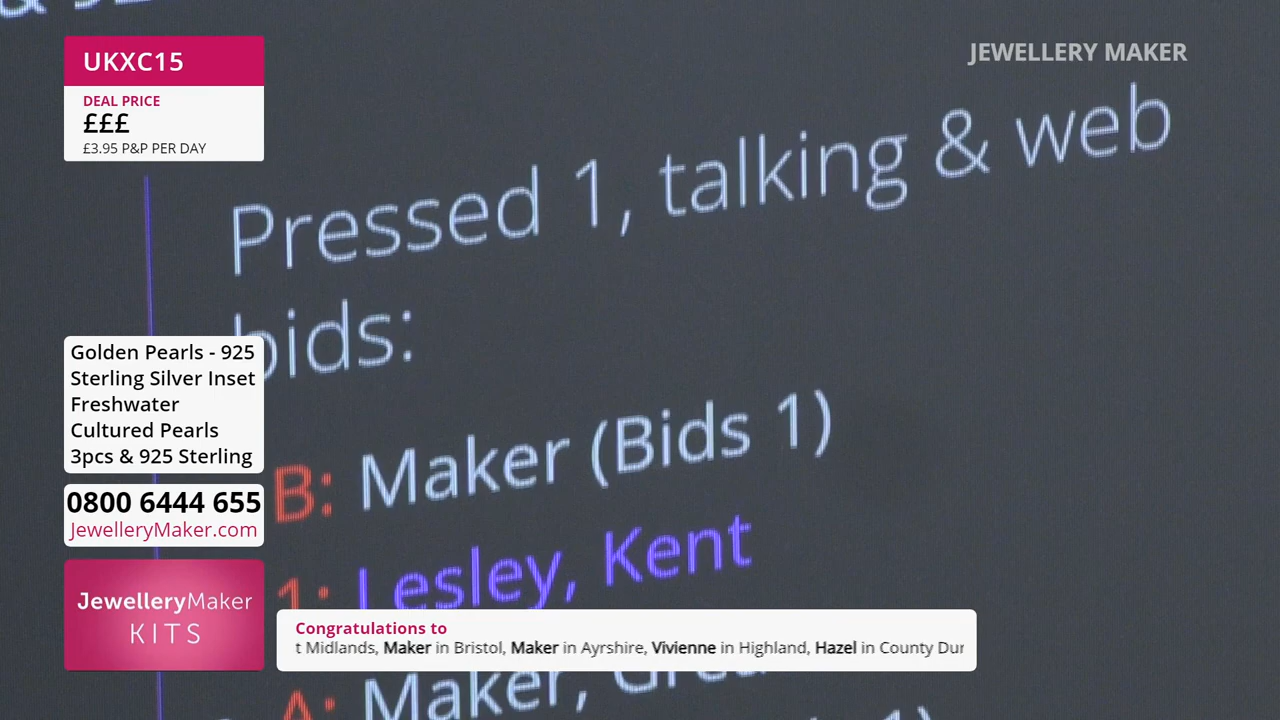 UKXC15
DEAL PRICE
£££
£3.95 P&P PER DAY
JEWELLERY MAKER
Pressed 1, talking & web
bids:
B: Maker (Bids 1)
1: Lesley, Kent
A: Maker,
Golden Pearls - 925
Sterling Silver Inset
Freshwater
Cultured Pearls
3pcs & 925 Sterling
0800 6444 655
JewelleryMaker.com
JewelleryMaker
KITS
Congratulations to
t Midlands, Maker in Bristol, Maker in Ayrshire, Vivienne in Highland, Hazel in County Dur